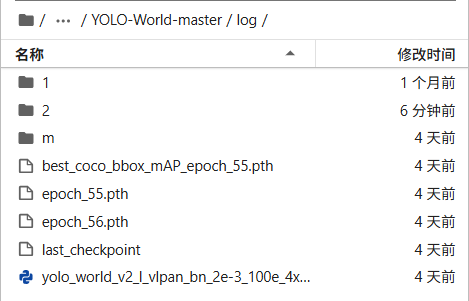 / ··· / YOLO-World-master / log /
名称 修改时间
1 1 个月前
2 6 分钟前
m 4 天前
best_coco_bbox_mAP_epoch_55.pth 4 天前
epoch_55.pth 4 天前
epoch_56.pth 4 天前
last_checkpoint 4 天前
yolo_world_v2_l_vlpan_bn_2e-3_100e_4x... 4 天前